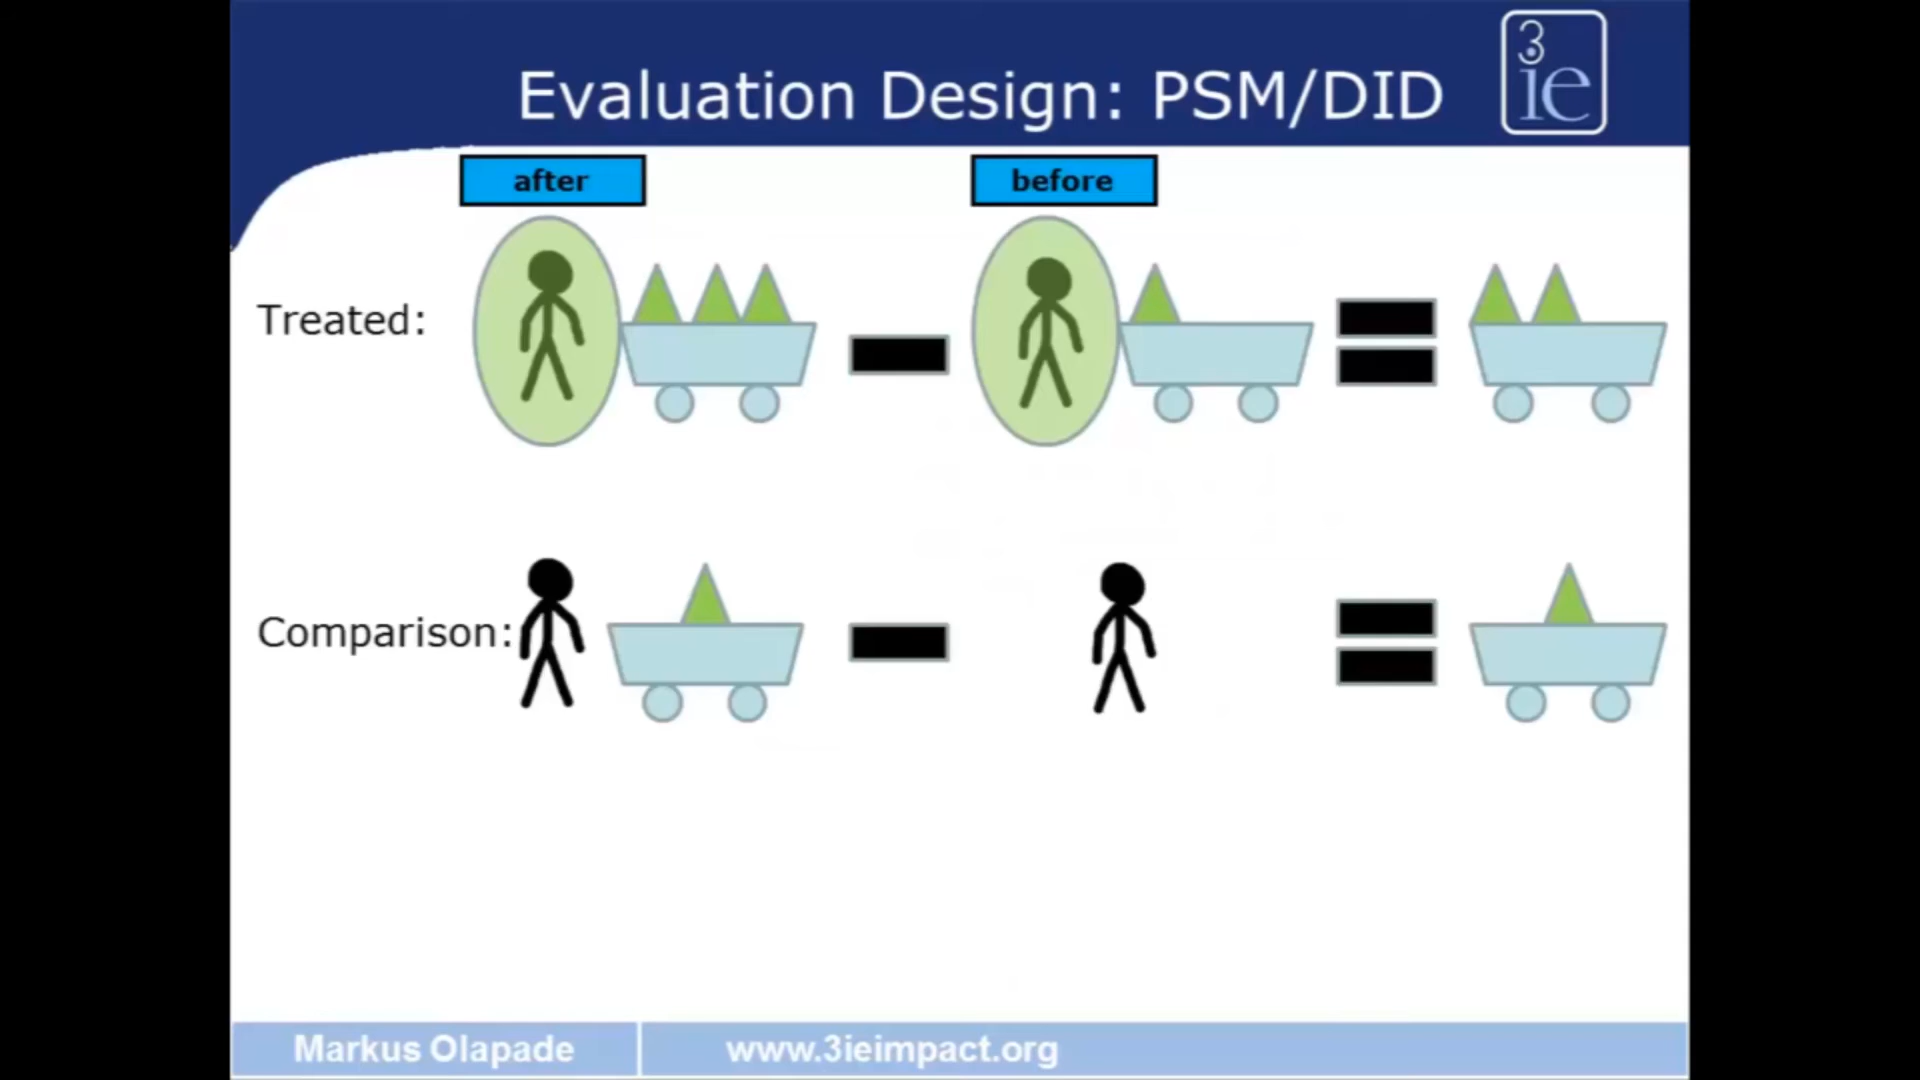 3
ie
Evaluation Design: PSM/DID
after
before
Treated:
Comparison:
Markus Olapade
www.3ieimpact.org